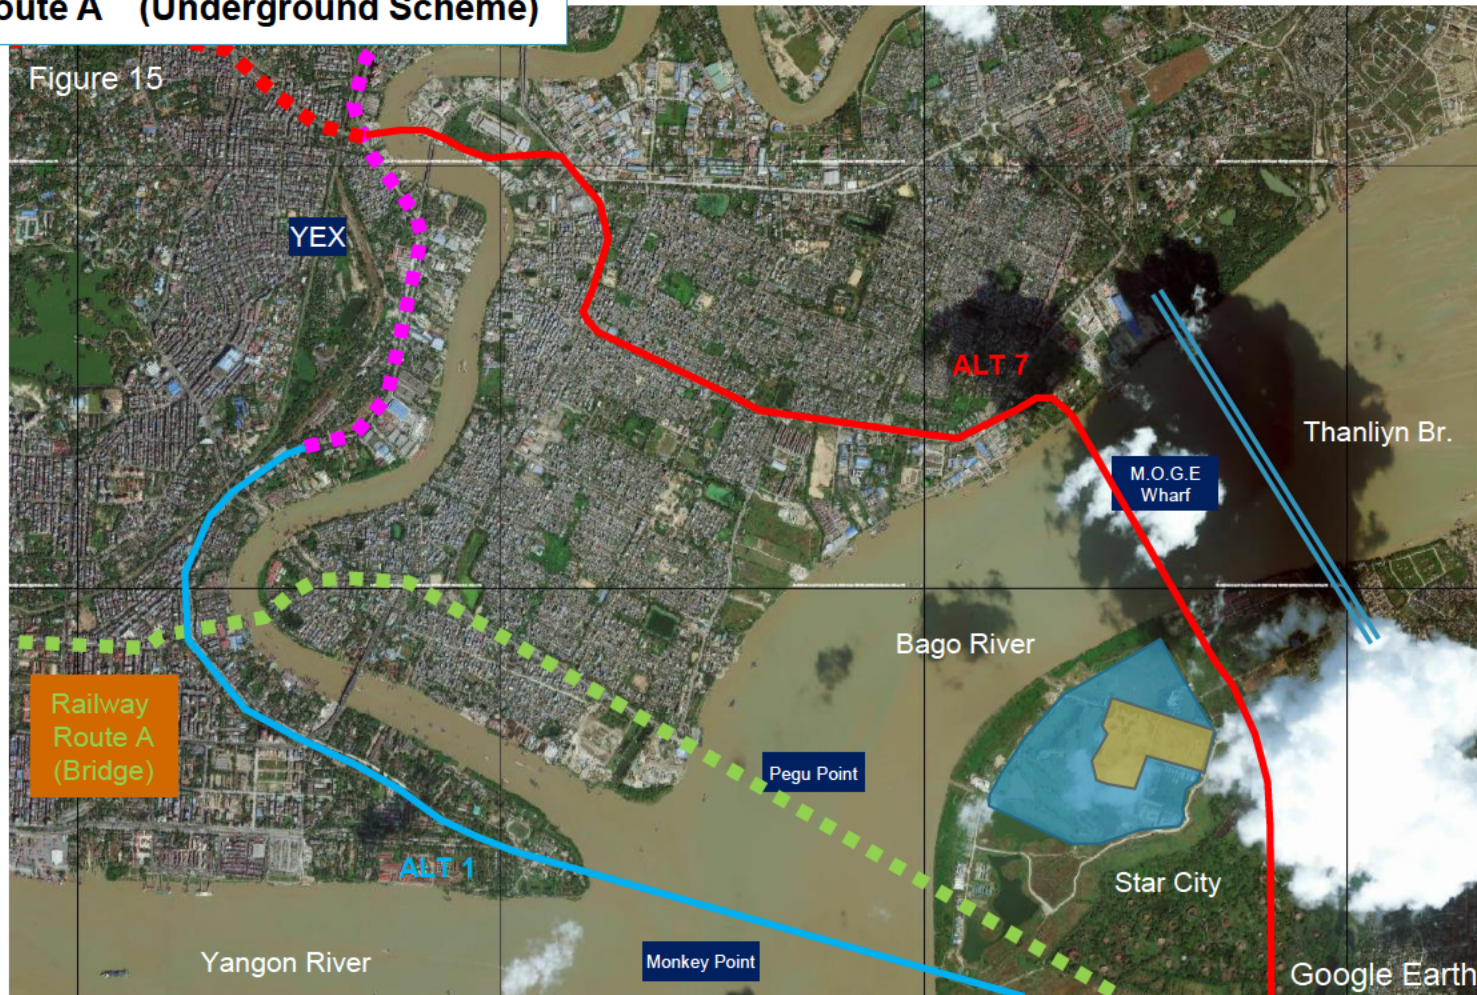 oute A (Underground Scheme)
Figure 15
YEX
ALT 7
Thanliyn Br.
M.O.G.E
Wharf
Bago River
Railway
Route A
(Bridge)
Pegu Point
ALT 1
Star City
Yangon River
Monkey Point
Google Earth